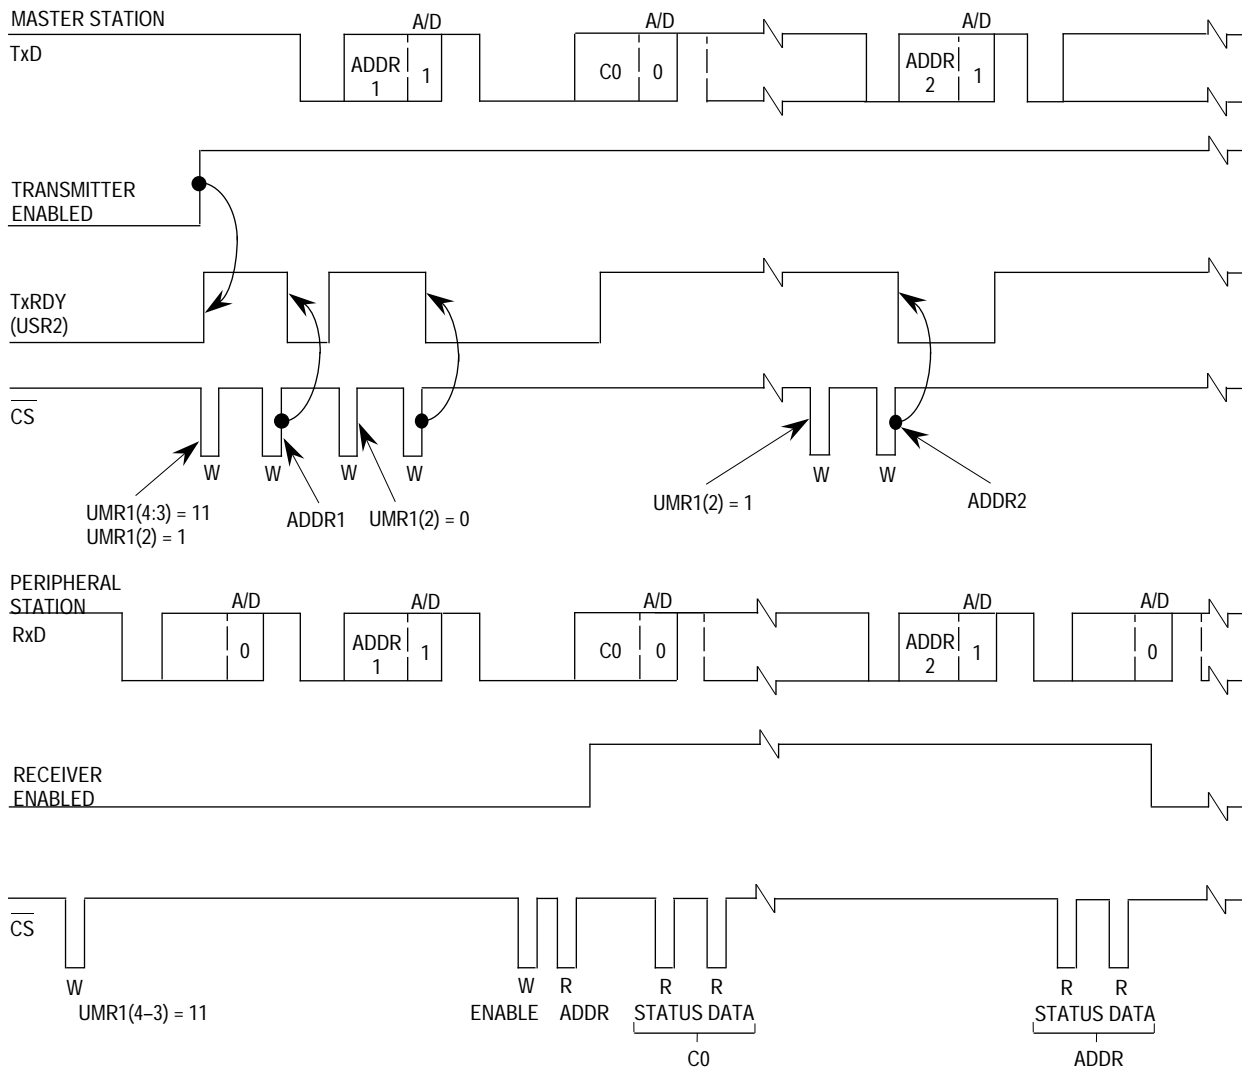 MASTER STATION
TxD
A/D
A/D
A/D
ADDR
1
1
C0
0
ADDR
2
1
TRANSMITTER
ENABLED
TxRDY
(USR2)
CS
W
W
W
W
W
W
UMR1(4:3) = 11
UMR1(2) = 1
ADDR1
UMR1(2) = 0
UMR1(2) = 1
ADDR2
PERIPHERAL
STATION
RxD
A/D
A/D
A/D
A/D
0
ADDR
1
1
C0
0
ADDR
2
1
0
RECEIVER
ENABLED
CS
W
W
R
R
R
R
R
UMR1(4–3) = 11
ENABLE
ADDR
STATUS DATA
STATUS DATA
C0
ADDR